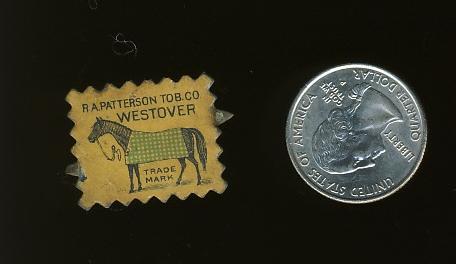 R.A. PATTERSON TOB. CO
WESTOVER
TRADE
MARK
UNITED STATES OF AMERICA
LIBERTY
IN
GOD WE
TRUST
QUARTER DOLLAR